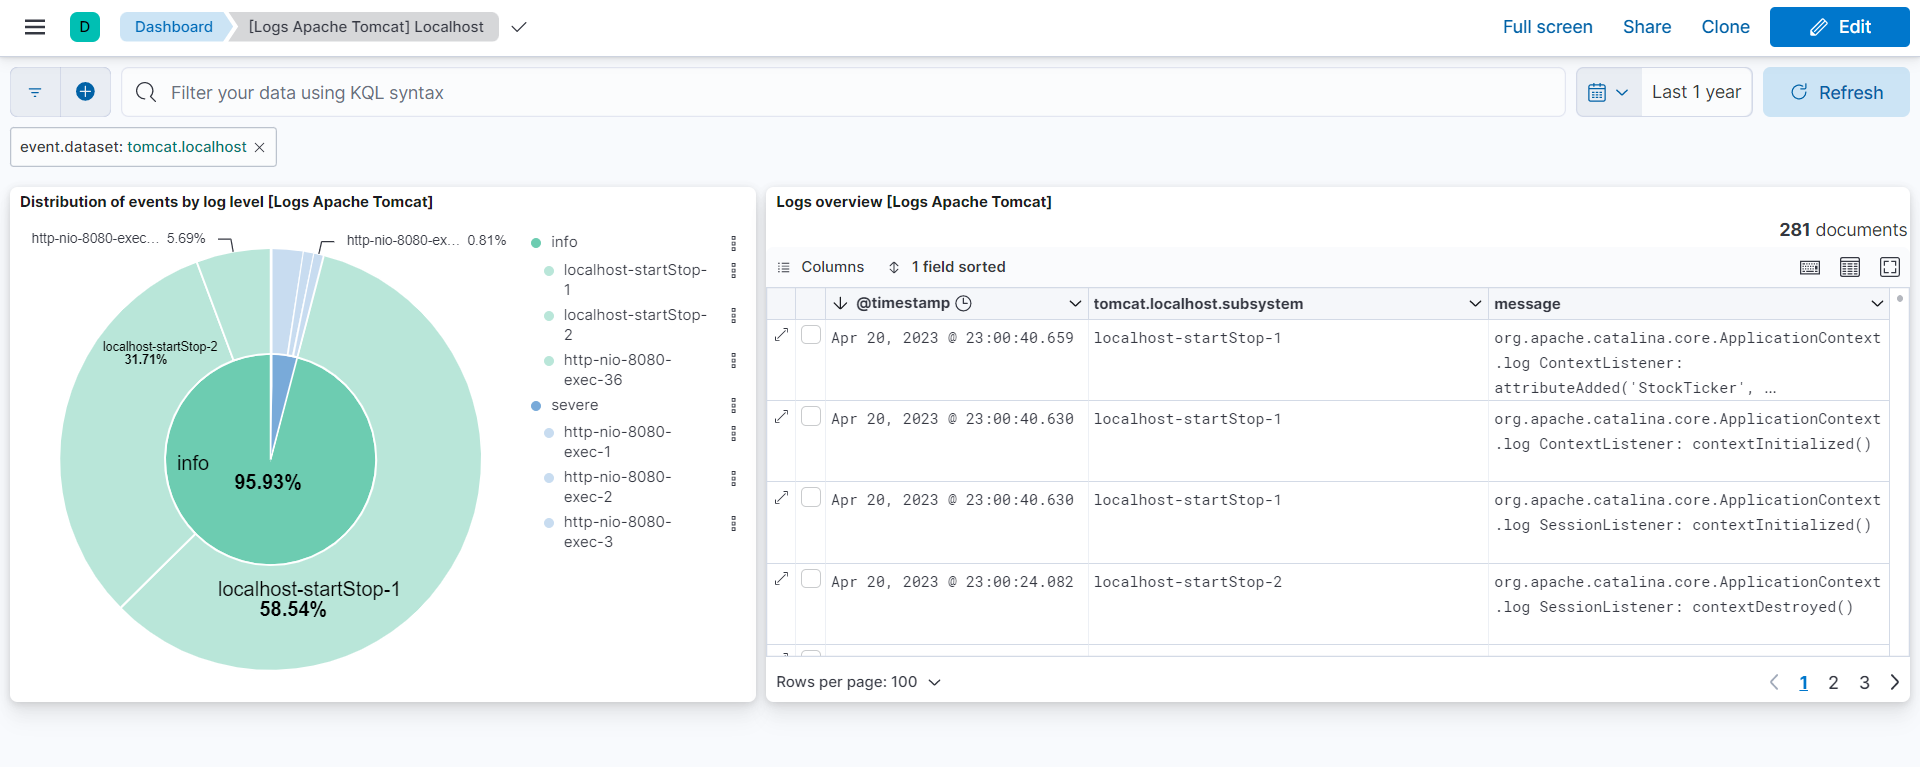 D Dashboard [Logs Apache Tomcat] Localhost Full screen Share Clone Edit
Filter your data using KQL syntax Last 1 year Refresh
event.dataset: tomcat.localhost
Distribution of events by log level [Logs Apache Tomcat]
http-nio-8080-exec... 5.69%
http-nio-8080-ex... 0.81%
localhost-startStop-2
31.71%
info
95.93%
localhost-startStop-1
58.54%
info
localhost-startStop-
1
localhost-startStop-
2
http-nio-8080-
exec-36
severe
http-nio-8080-
exec-1
http-nio-8080-
exec-2
http-nio-8080-
exec-3
Logs overview [Logs Apache Tomcat]
281 documents
Columns 1 field sorted
@timestamp tomcat.localhost.subsystem message
Apr 20, 2023 @ 23:00:40.659 localhost-startStop-1 org.apache.catalina.core.ApplicationContext
.log ContextListener:
attributeAdded('StockTicker', ...
Apr 20, 2023 @ 23:00:40.630 localhost-startStop-1 org.apache.catalina.core.ApplicationContext
.log ContextListener: contextInitialized()
Apr 20, 2023 @ 23:00:40.630 localhost-startStop-1 org.apache.catalina.core.ApplicationContext
.log SessionListener: contextInitialized()
Apr 20, 2023 @ 23:00:24.082 localhost-startStop-2 org.apache.catalina.core.ApplicationContext
.log SessionListener: contextDestroyed()
Rows per page: 100 1 2 3